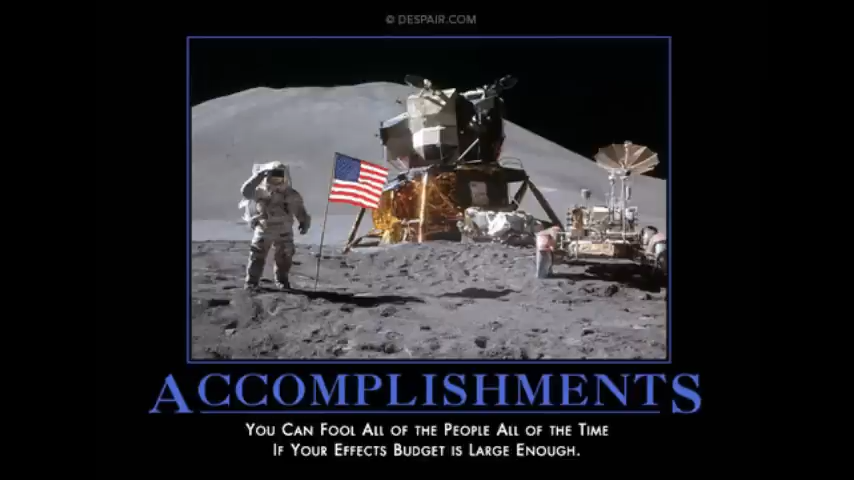 © DESPAIR.COM
ACCOMPLISHMENTS
YOU CAN FOOL ALL OF THE PEOPLE ALL OF THE TIME
IF YOUR EFFECTS BUDGET IS LARGE ENOUGH.